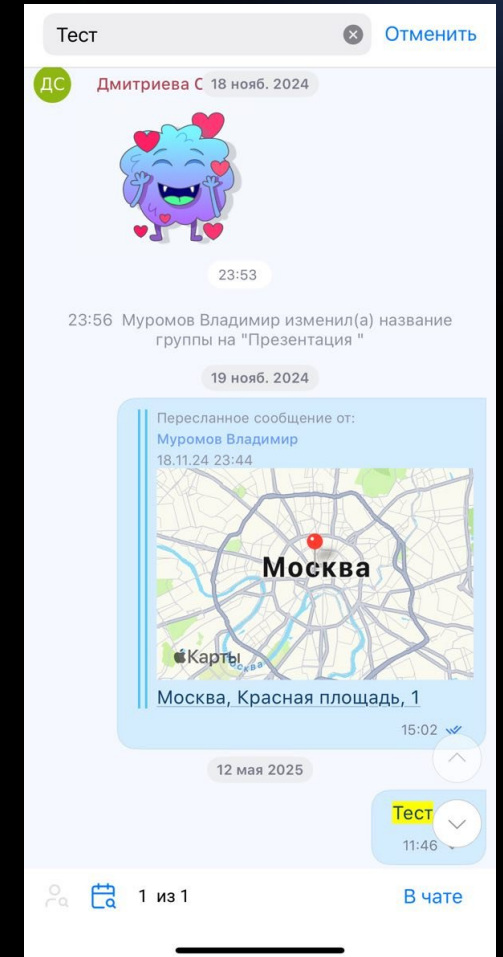 Тест
Отменить
ДС
Дмитриева С
18 нояб. 2024
23:53
23:56 Муромов Владимир изменил(а) название
группы на "Презентация "
19 нояб. 2024
Пересланное сообщение от:
Муромов Владимир
18.11.24 23:44
Москва
Карты
Москва, Красная площадь, 1
15:02
12 мая 2025
Тест
11:46
1 из 1
В чате